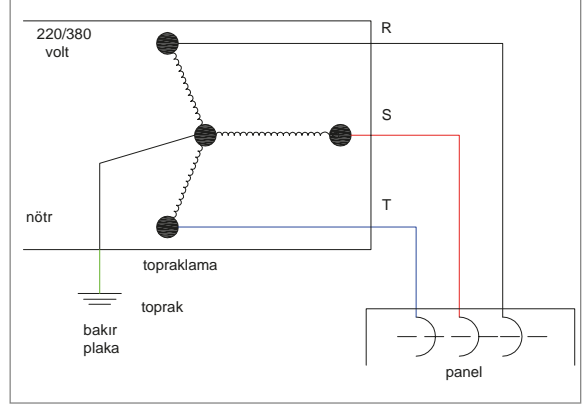 220/380
volt
R
S
T
nötr
topraklama
toprak
bakır
plaka
panel